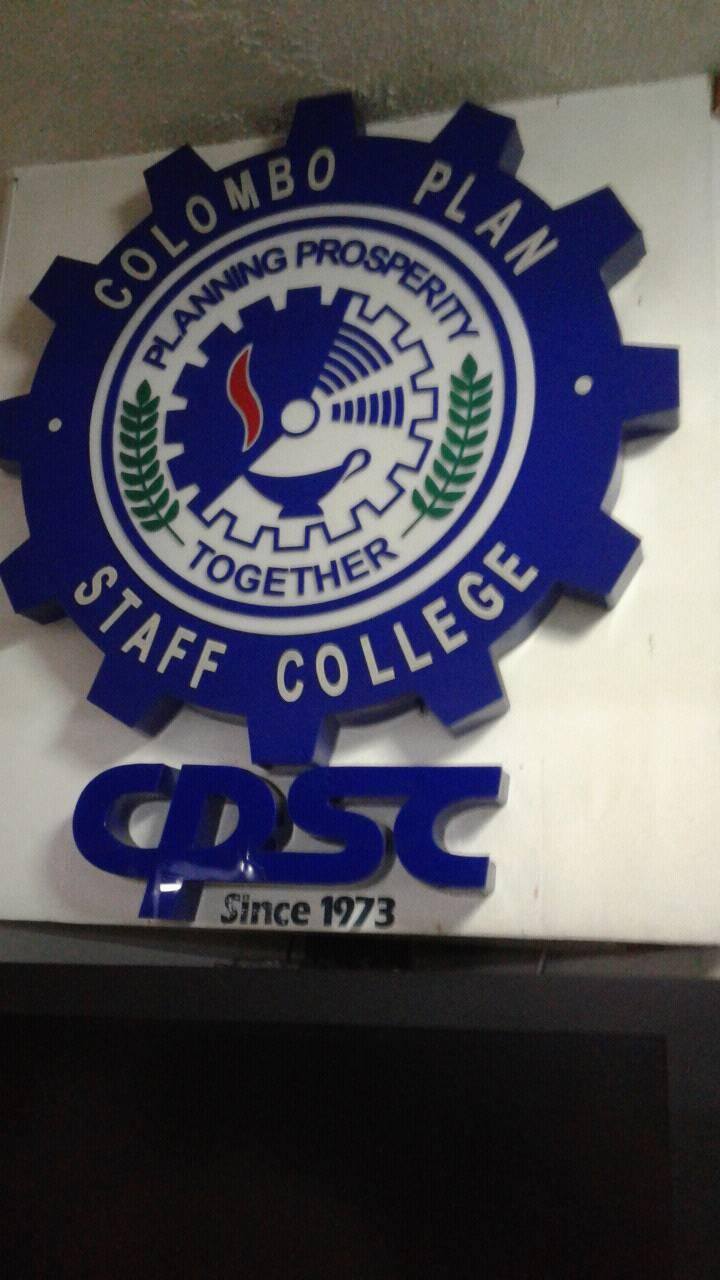 COLOMBO PLAN
PLANNING PROSPERITY
TOGETHER
STAFF COLLEGE
CPSC
Since 1973